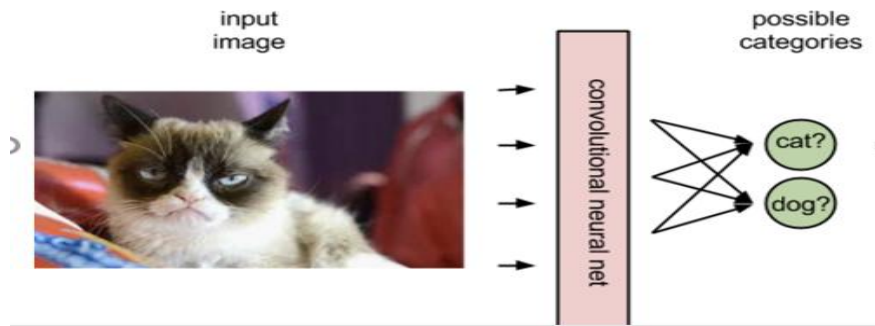 input
image
possible
categories
convolutional neural net
cat?
dog?